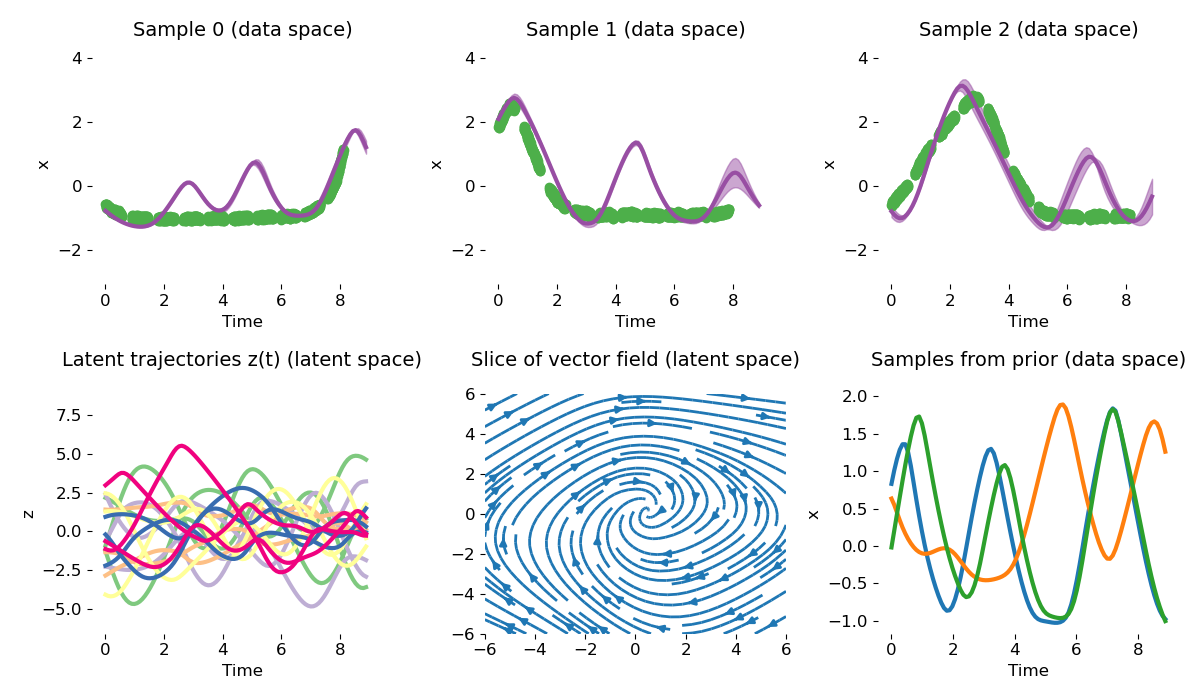 Sample 0 (data space)
Sample 1 (data space)
Sample 2 (data space)
4
2
0
−2
x
0 2 4 6 8
Time
4
2
0
−2
x
0 2 4 6 8
Time
4
2
0
−2
x
0 2 4 6 8
Time
Latent trajectories z(t) (latent space)
Slice of vector field (latent space)
Samples from prior (data space)
7.5
5.0
2.5
0.0
−2.5
−5.0
z
0 2 4 6 8
Time
6
4
2
0
−2
−4
−6
−6 −4 −2 0 2 4 6
2.0
1.5
1.0
0.5
0.0
−0.5
−1.0
x
0 2 4 6 8
Time